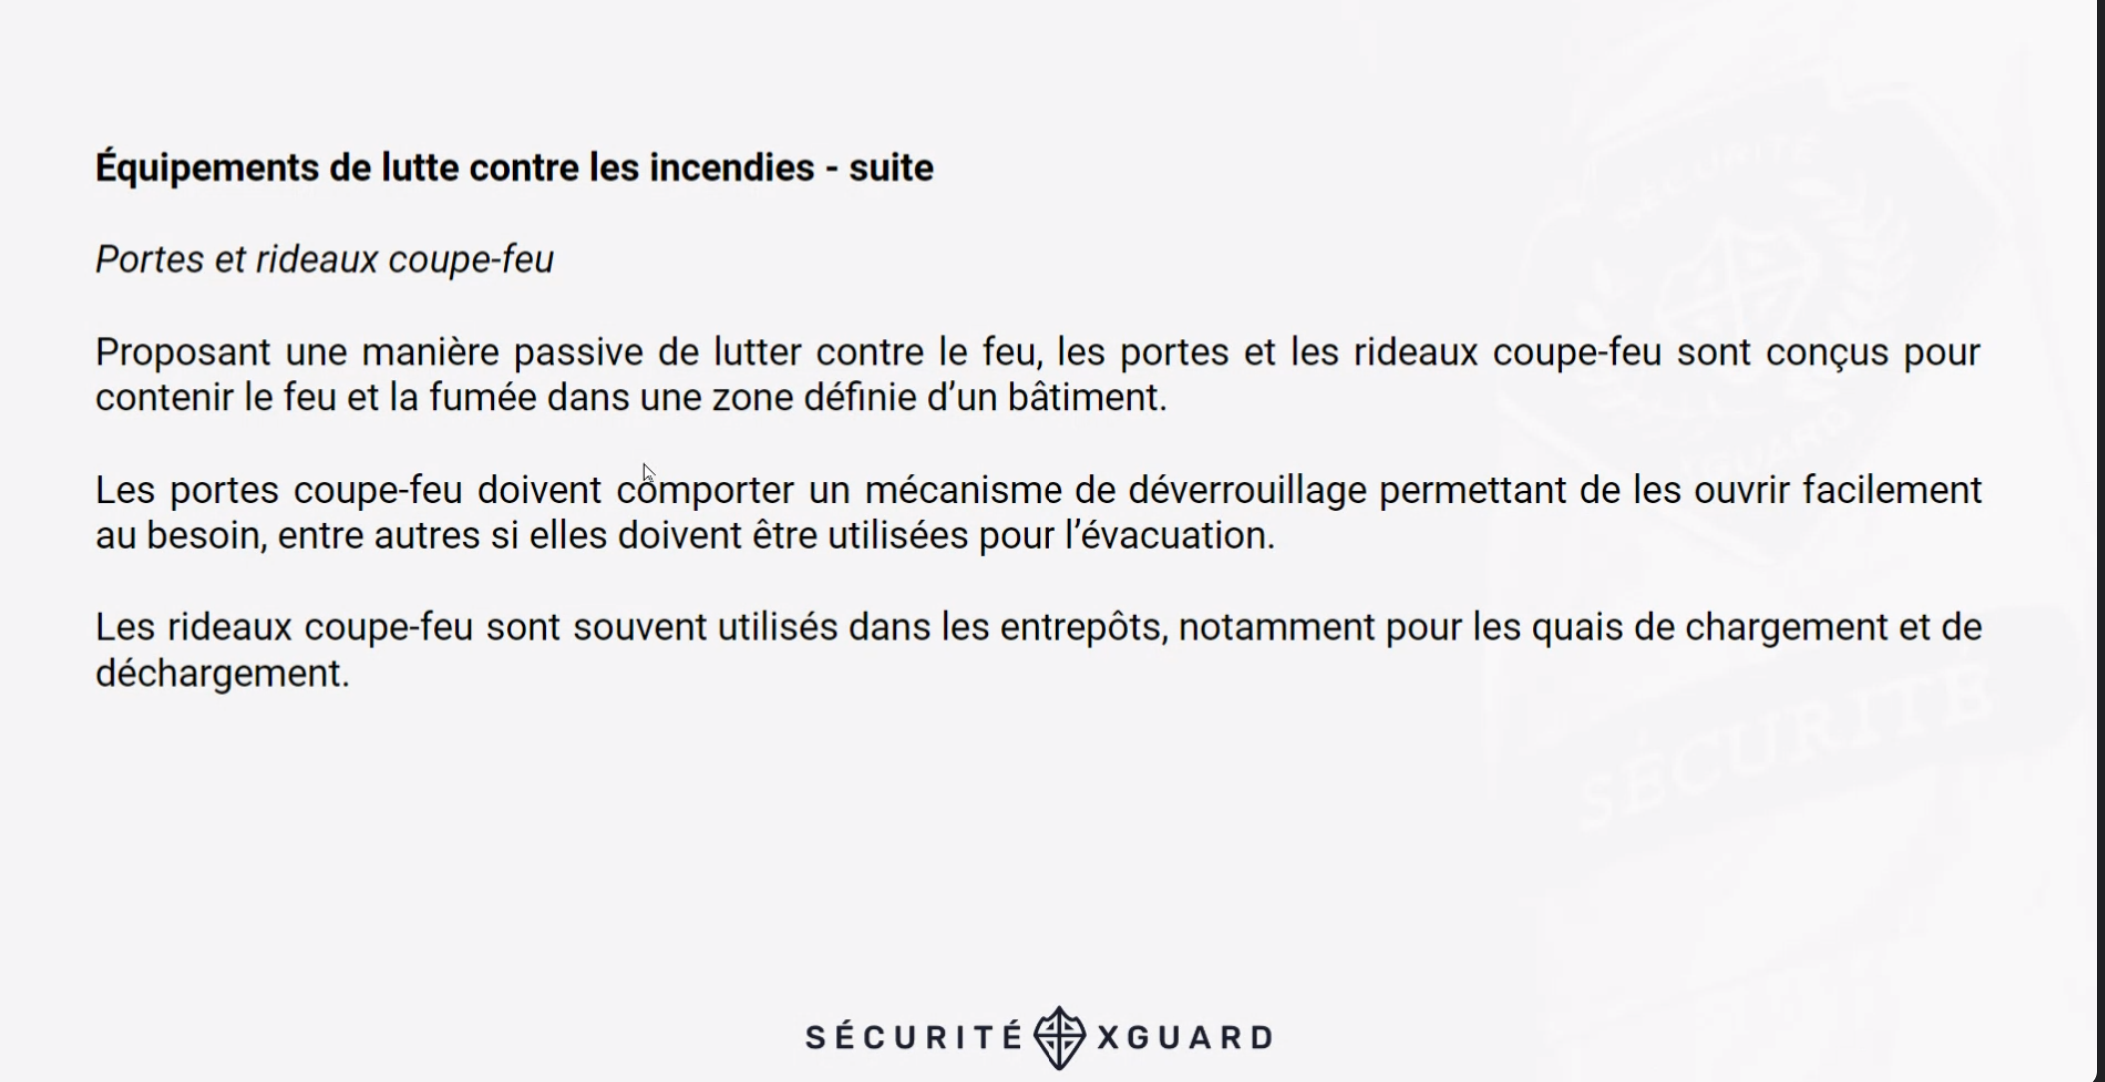 Équipements de lutte contre les incendies - suite
Portes et rideaux coupe-feu
Proposant une manière passive de lutter contre le feu, les portes et les rideaux coupe-feu sont conçus pour
contenir le feu et la fumée dans une zone définie d’un bâtiment.
Les portes coupe-feu doivent comporter un mécanisme de déverrouillage permettant de les ouvrir facilement
au besoin, entre autres si elles doivent être utilisées pour l’évacuation.
Les rideaux coupe-feu sont souvent utilisés dans les entrepôts, notamment pour les quais de chargement et de
déchargement.
SÉCURITÉ
XGUARD
SÉCURITÉ
SÉCURITÉ XGUARD